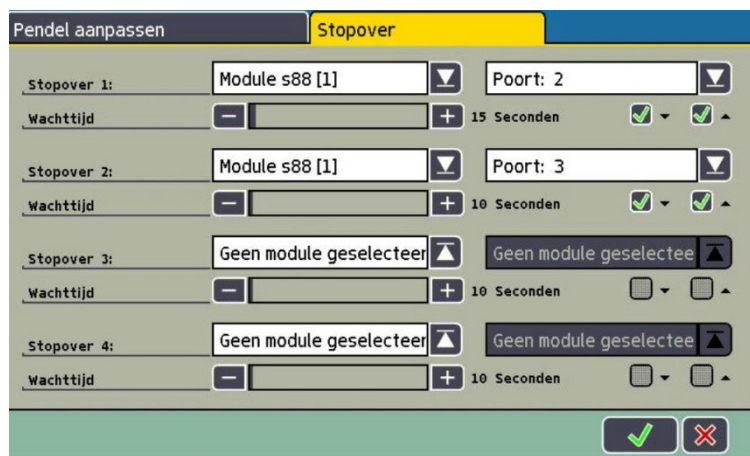 Pendel aanpassen Stopover
Stopover 1: Module s88 [1] Poort: 2
Wachttijd 15 Seconden
Stopover 2: Module s88 [1] Poort: 3
Wachttijd 10 Seconden
Stopover 3: Geen module geselecteer Geen module geselectee
Wachttijd 10 Seconden
Stopover 4: Geen module geselecteer Geen module geselectee
Wachttijd 10 Seconden